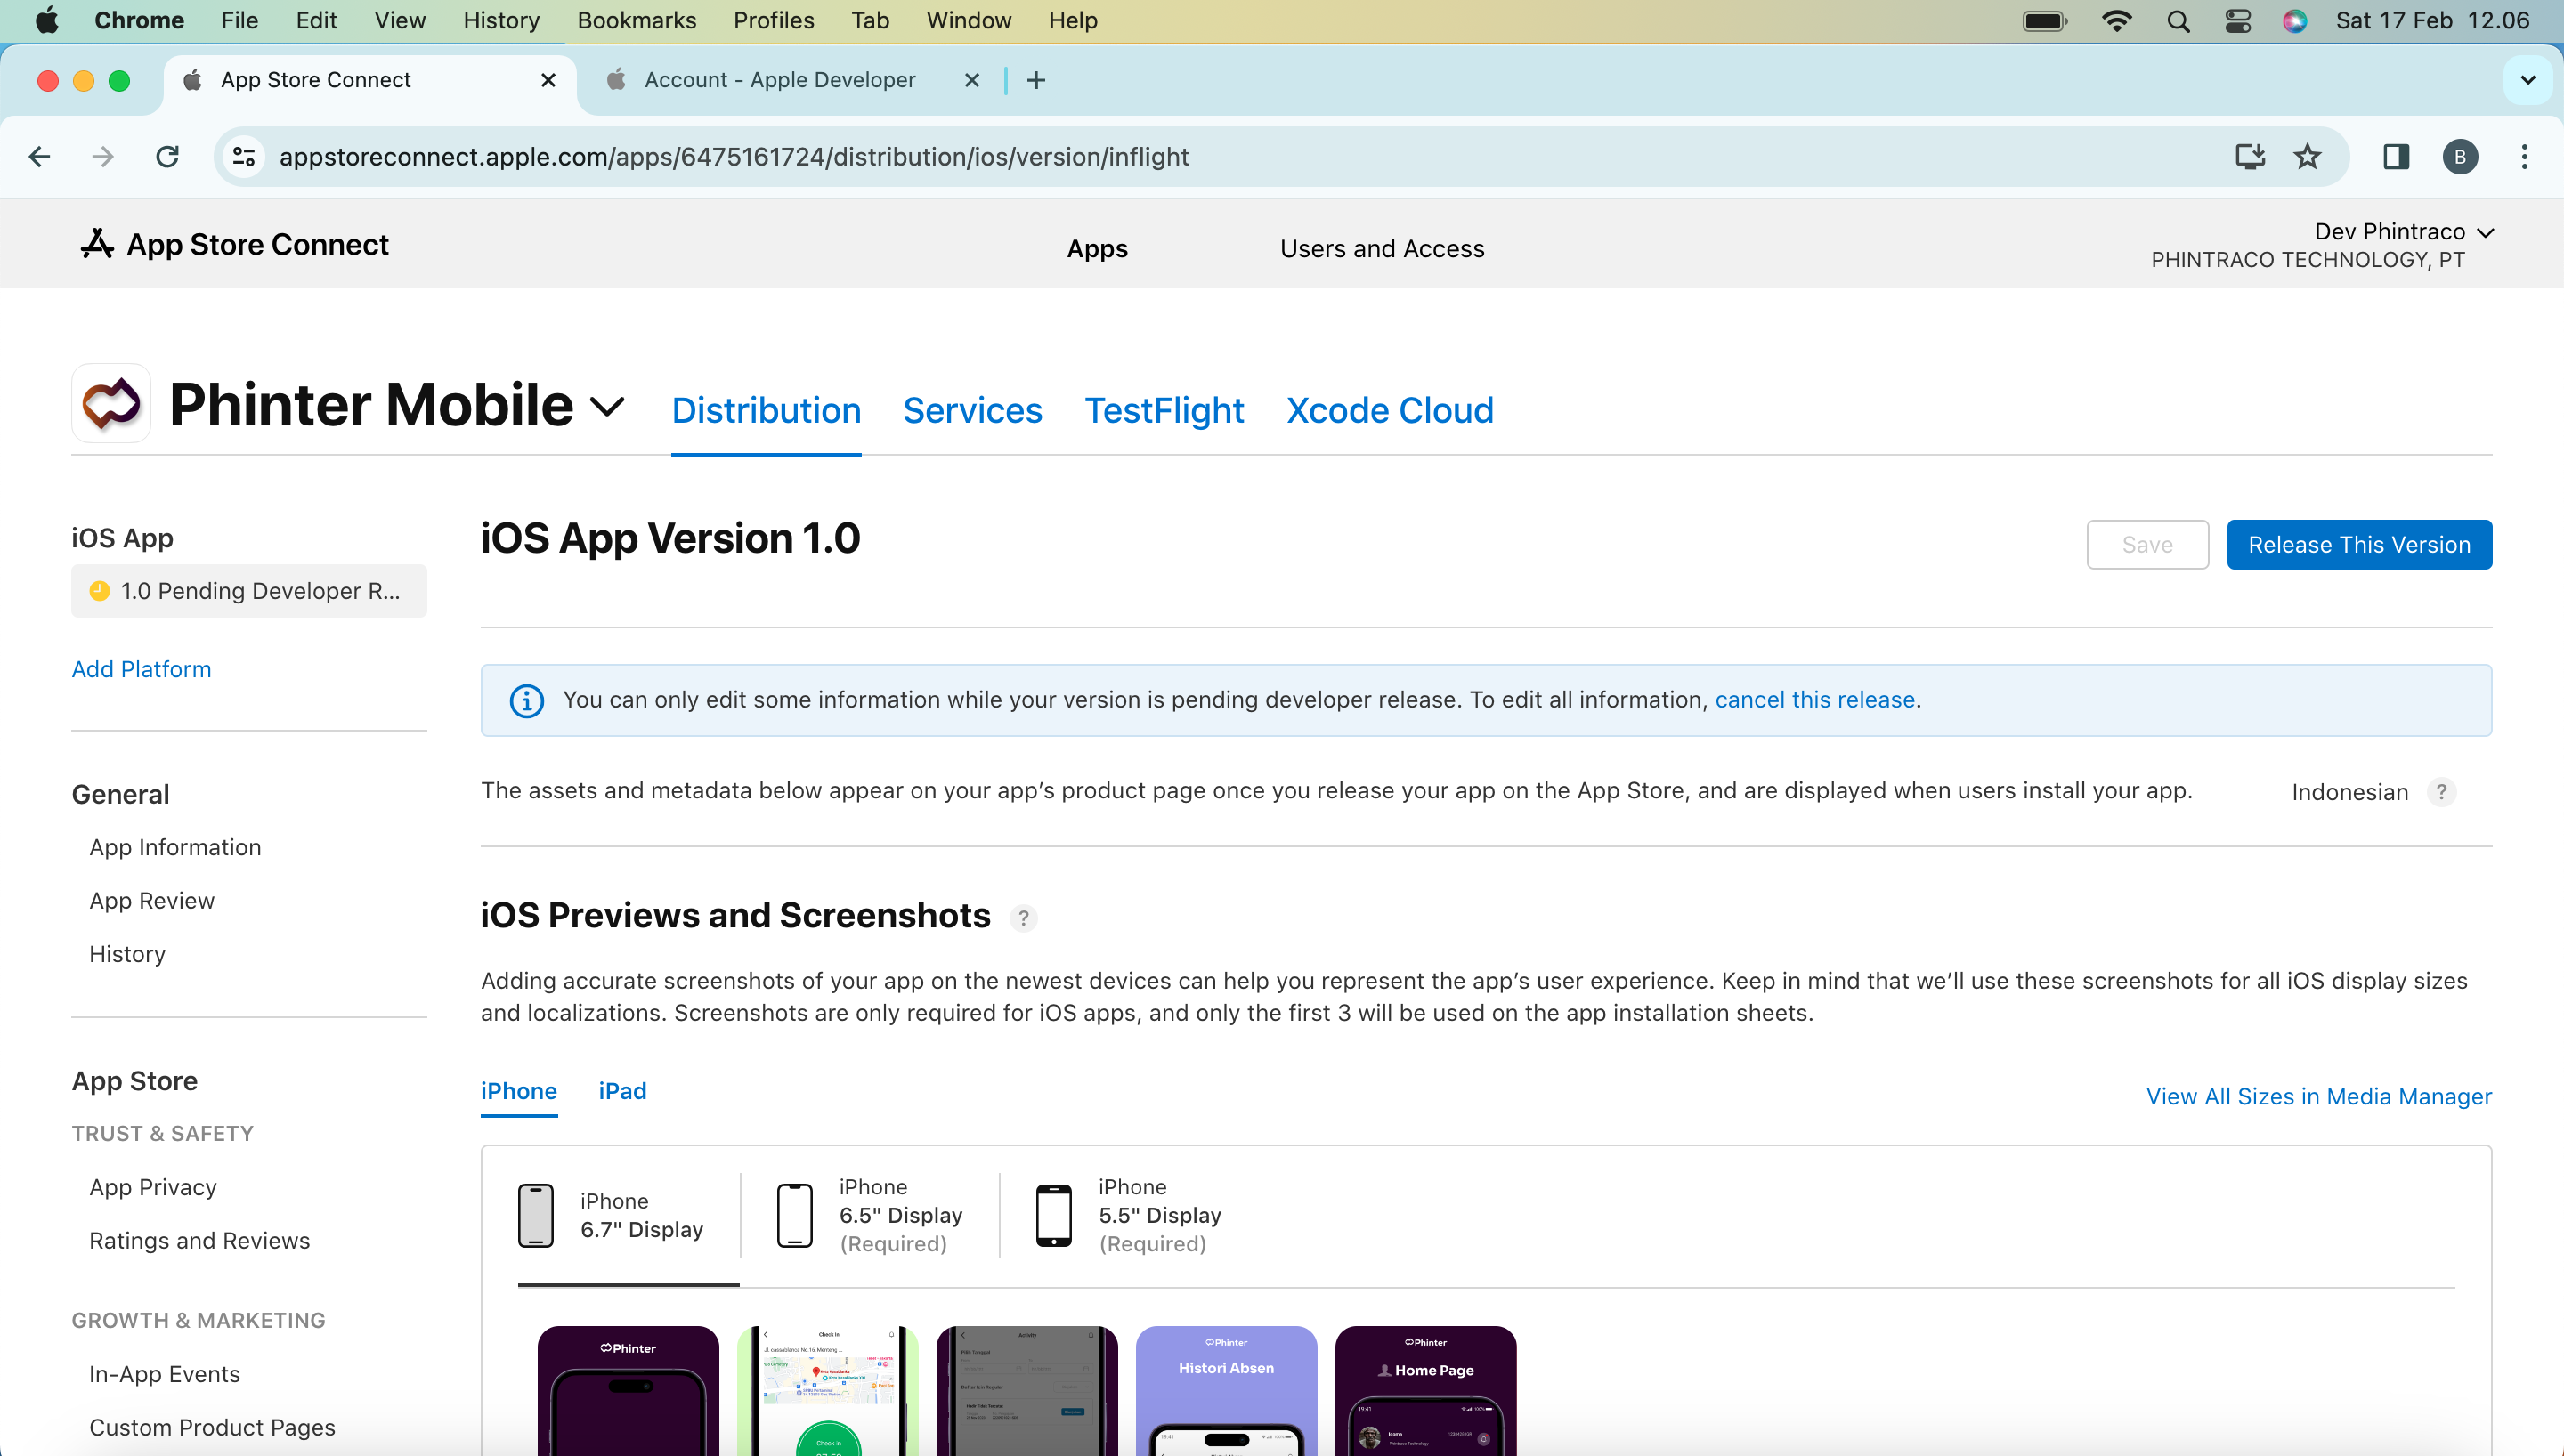 Chrome File Edit View History Bookmarks Profiles Tab Window Help Sat 17 Feb 12.06
App Store Connect Account - Apple Developer
appstoreconnect.apple.com/apps/6475161724/distribution/ios/version/inflight B
App Store Connect Apps Users and Access Dev Phintraco
PHINTRACO TECHNOLOGY, PT
Phinter Mobile Distribution Services TestFlight Xcode Cloud
iOS App
1.0 Pending Developer R...
Add Platform
General
App Information
App Review
History
App Store
TRUST & SAFETY
App Privacy
Ratings and Reviews
GROWTH & MARKETING
In-App Events
Custom Product Pages
iOS App Version 1.0 Save Release This Version
You can only edit some information while your version is pending developer release. To edit all information, cancel this release.
The assets and metadata below appear on your app’s product page once you release your app on the App Store, and are displayed when users install your app. Indonesian ?
iOS Previews and Screenshots ?
Adding accurate screenshots of your app on the newest devices can help you represent the app’s user experience. Keep in mind that we’ll use these screenshots for all iOS display sizes
and localizations. Screenshots are only required for iOS apps, and only the first 3 will be used on the app installation sheets.
iPhone iPad View All Sizes in Media Manager
iPhone
6.7" Display
iPhone
6.5" Display
(Required)
iPhone
5.5" Display
(Required)
Phinter
Check In
Activity
Phinter
Histori Absen
Phinter
Home Page
Check in